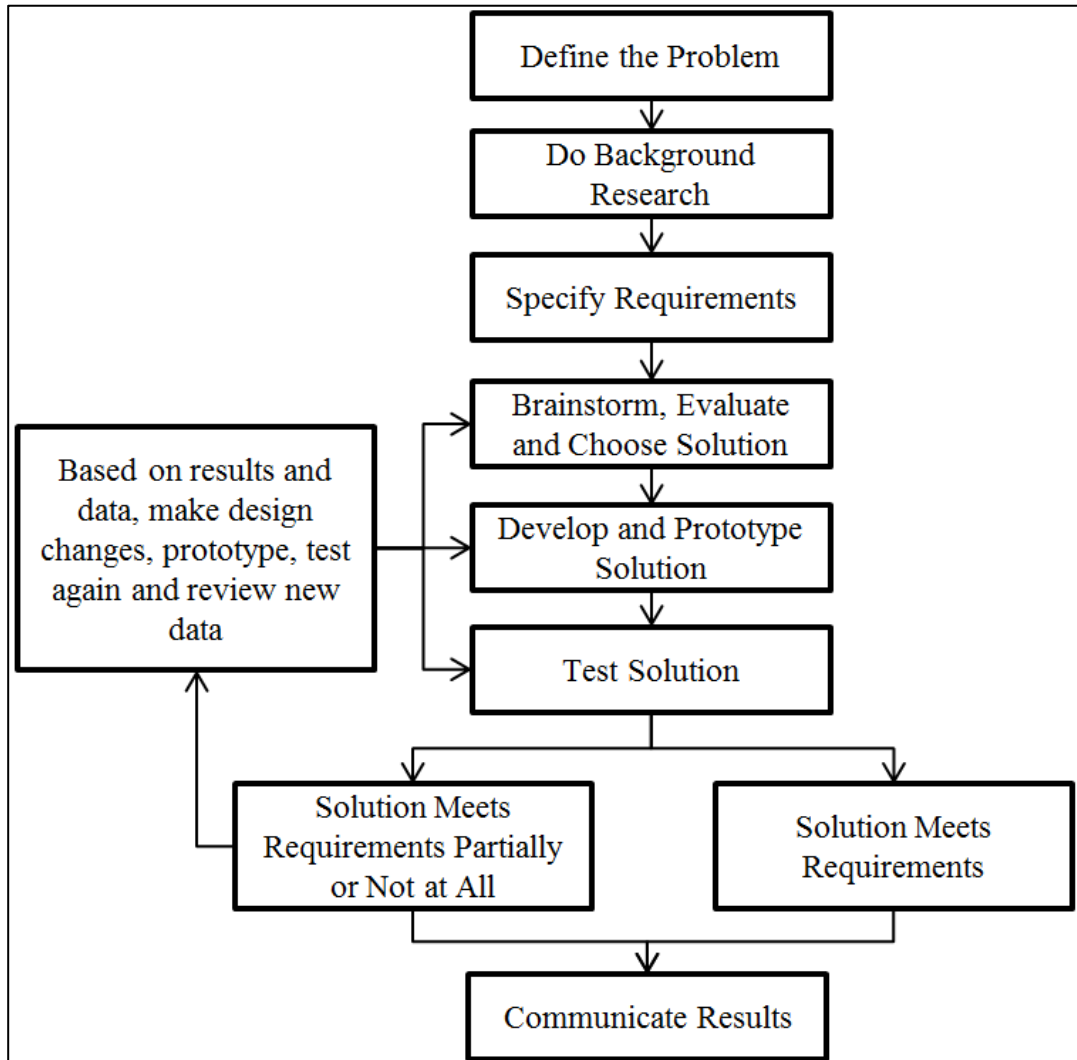 Define the Problem
Do Background
Research
Specify Requirements
Brainstorm, Evaluate
and Choose Solution
Based on results and
data, make design
changes, prototype, test
again and review new
data
Develop and Prototype
Solution
Test Solution
Solution Meets
Requirements Partially
or Not at All
Solution Meets
Requirements
Communicate Results